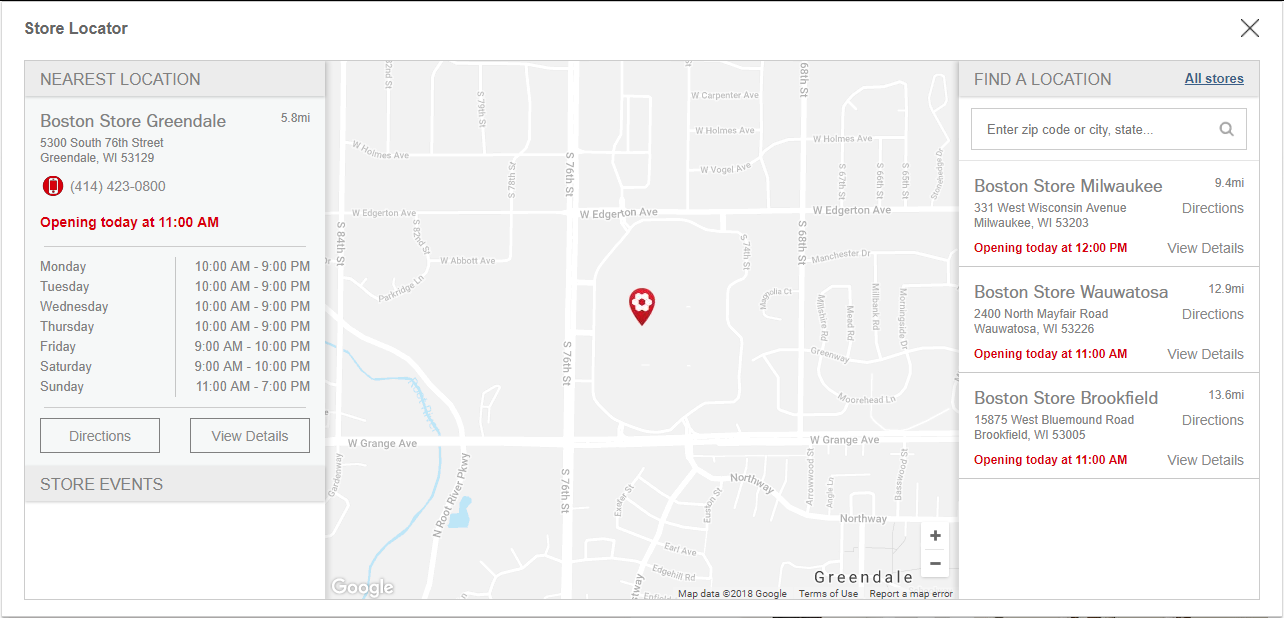 Store Locator
NEAREST LOCATION
Boston Store Greendale
5.8mi
5300 South 76th Street
Greendale, WI 53129
(414) 423-0800
Opening today at 11:00 AM
Monday 10:00 AM - 9:00 PM
Tuesday 10:00 AM - 9:00 PM
Wednesday 10:00 AM - 9:00 PM
Thursday 10:00 AM - 9:00 PM
Friday 9:00 AM - 10:00 PM
Saturday 9:00 AM - 10:00 PM
Sunday 11:00 AM - 7:00 PM
Directions
View Details
STORE EVENTS
S 79th St
68th St
W Carpenter Ave
W Holmes Ave
W Holmes Ave
W Holmes Ave
W Vogel Ave
S 76th St
S 78th St
S 67th St
S 66th St
S 65th St
Stonehedge Dr
W Edgerton Ave
W Edgerton Ave
W Edgerton Ave
S 84th St
S 82nd St
S 74th St
S 68th St
W Abbott Ave
Manchester Dr
Parkridge Ln
Magnolia Ct
Mead Rd
Millbank Rd
Morningside Dr
S 76th St
Greenway
Root River
Moorehead Ln
W Grange Ave
W Grange Ave
Gardenway
N Root River Pkwy
S 76th St
Exeter St
Euston St
Northway
Arrowwood St
Angle Ln
Basswood St
Northway
Earl Ave
Edgehill Rd
Greendale
Google
Map data ©2018 Google
Terms of Use
Report a map error
FIND A LOCATION
All stores
Enter zip code or city, state...
Boston Store Milwaukee
9.4mi
331 West Wisconsin Avenue
Directions
Milwaukee, WI 53203
Opening today at 12:00 PM
View Details
Boston Store Wauwatosa
12.9mi
2400 North Mayfair Road
Directions
Wauwatosa, WI 53226
Opening today at 11:00 AM
View Details
Boston Store Brookfield
13.6mi
15875 West Bluemound Road
Directions
Brookfield, WI 53005
Opening today at 11:00 AM
View Details